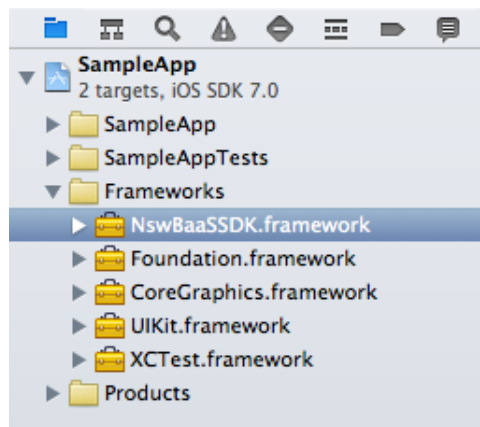 SampleApp
2 targets, iOS SDK 7.0
SampleApp
SampleAppTests
Frameworks
NswBaaSSDK.framework
Foundation.framework
CoreGraphics.framework
UIKit.framework
XCTest.framework
Products